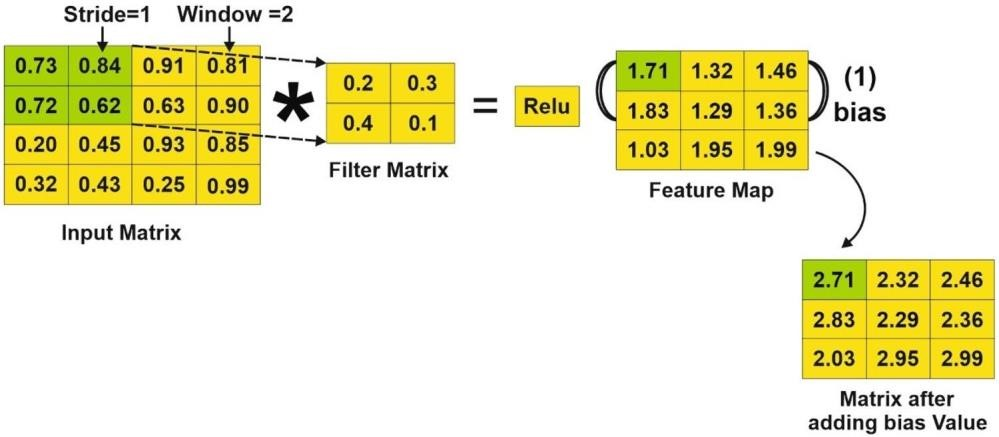 Stride=1 Window =2
0.73 0.84 0.91 0.81
0.72 0.62 0.63 0.90
0.20 0.45 0.93 0.85
0.32 0.43 0.25 0.99
Input Matrix
*
0.2 0.3
0.4 0.1
Filter Matrix
=
Relu
1.71 1.32 1.46
1.83 1.29 1.36
1.03 1.95 1.99
Feature Map
(1)
bias
2.71 2.32 2.46
2.83 2.29 2.36
2.03 2.95 2.99
Matrix after
adding bias Value